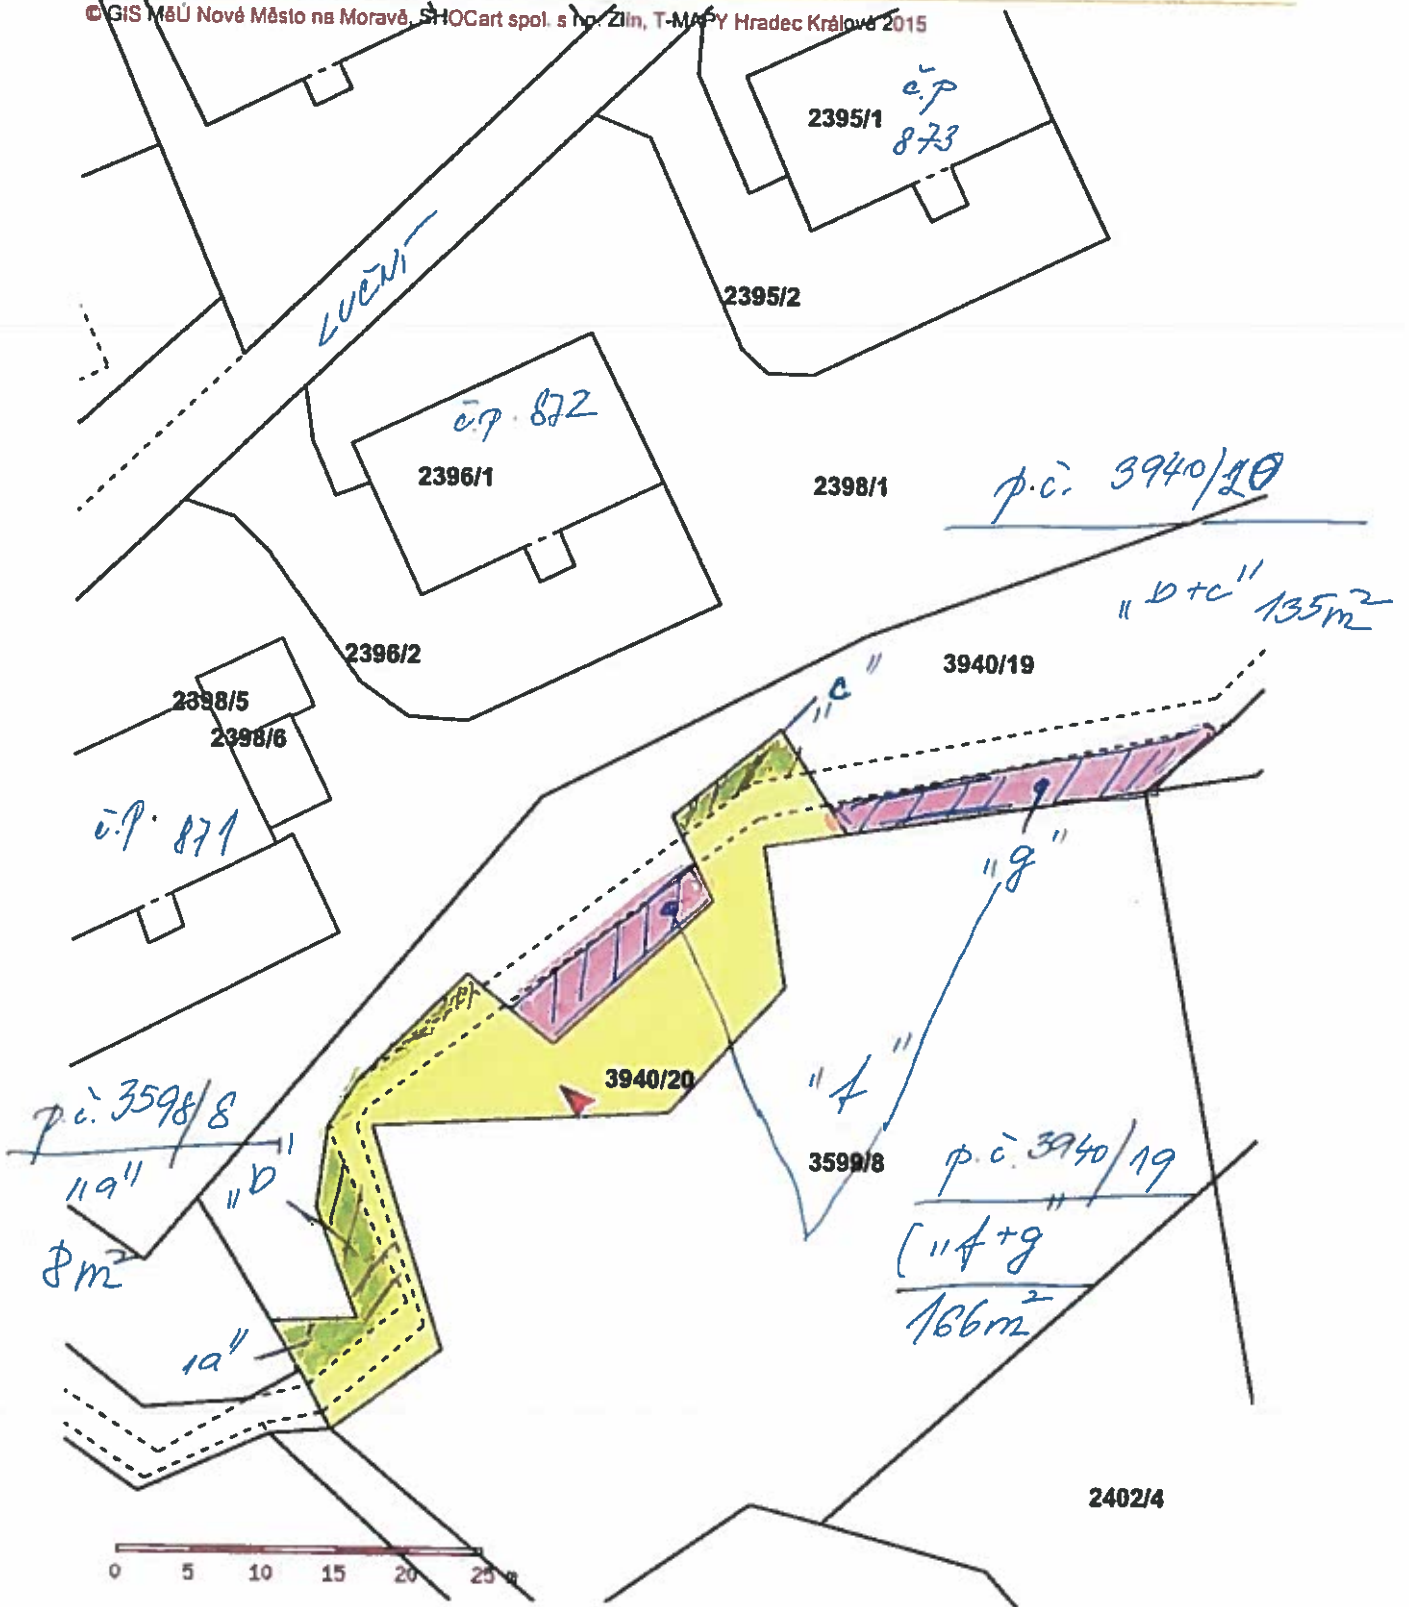 © GIS MěÚ Nové Město na Moravě, SHOCart spol. s r.o. Zlín, T-MAPY Hradec Králové 2015
č.p
2395/1
873
LUČNÍ
2395/2
č.p. 872
2396/1
2398/1
p.č. 3940/20
„b+c" 135m²
2396/2
3940/19
2398/5
„c"
2398/6
č.p. 871
„g"
3940/20
„f"
p.č. 3598/8
„a"
„b"
3599/8
p.č. 3940/19
8m²
(„f+g"
166m²
„a"
2402/4
0 5 10 15 20 25 m